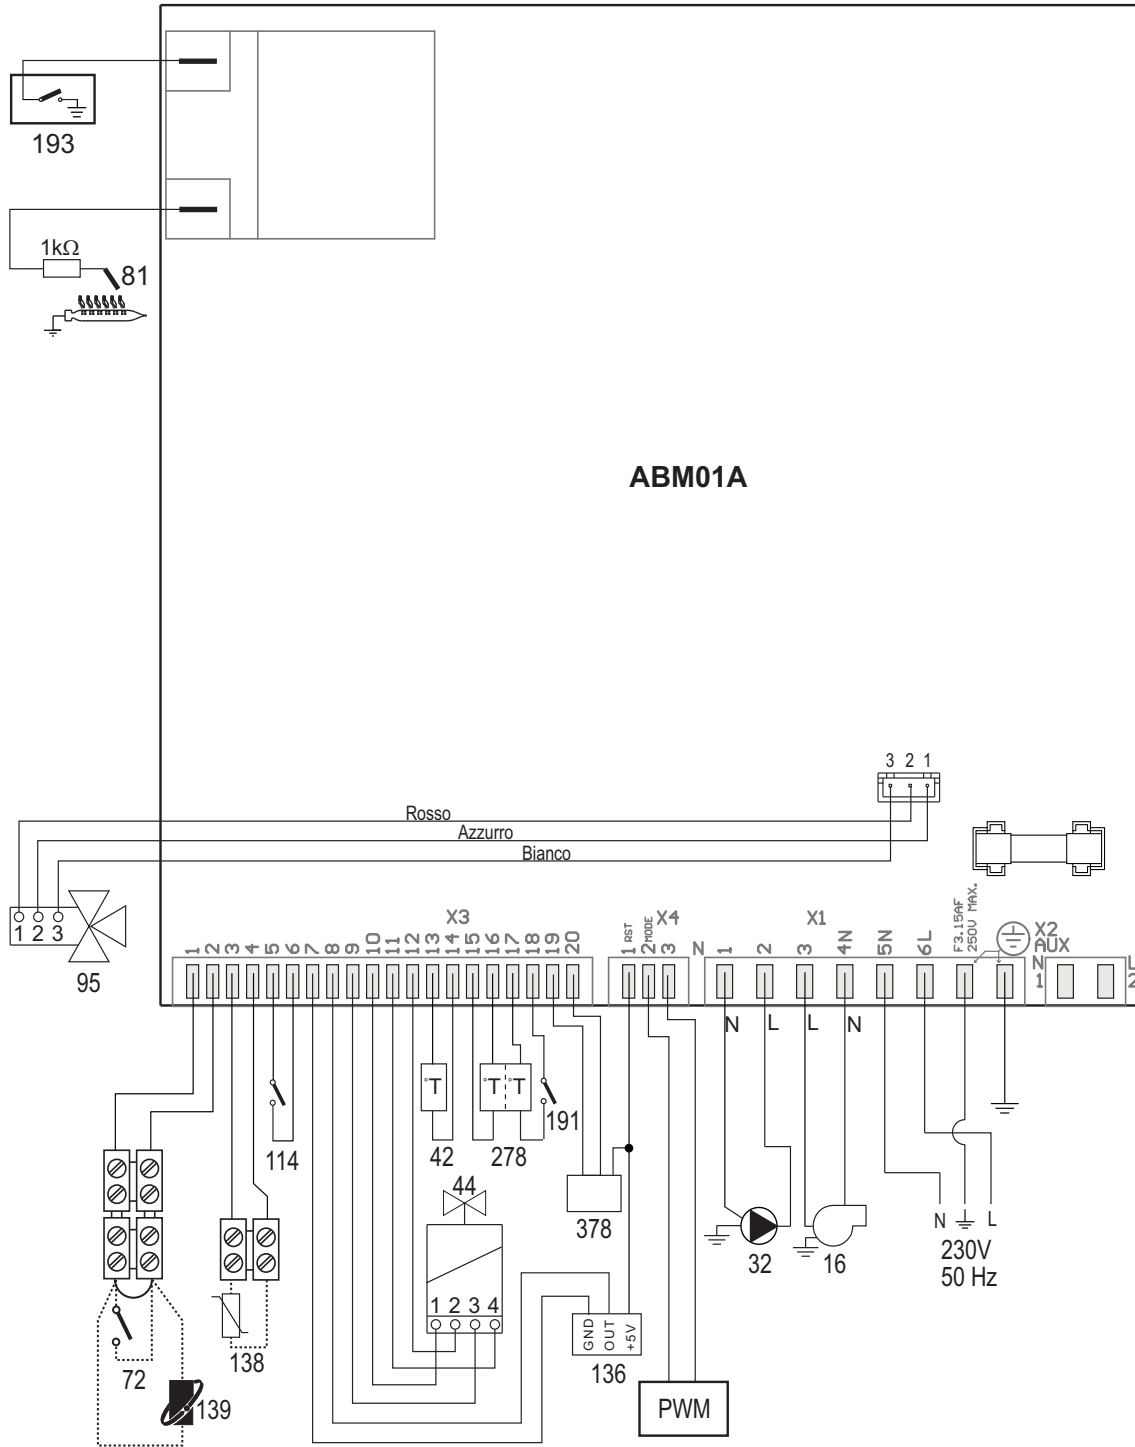 193
1kΩ
81
ABM01A
3 2 1
Rosso
Azzurro
Bianco
1 2 3
95
X3
1 2 3 4 5 6 7 8 9 10 11 12 13 14 15 16 17 18 19 20
X4
1 RST
2 MODE
3
N
X1
1 2 3 4N 5N 6L
F3.15AF
250V MAX.
X2
AUX
N L
1 2
N L L N
°T
°T °T
114
42
278
191
44
378
N L
230V
50 Hz
32
16
1 2 3 4
GND
OUT
+5V
136
72
138
139
PWM